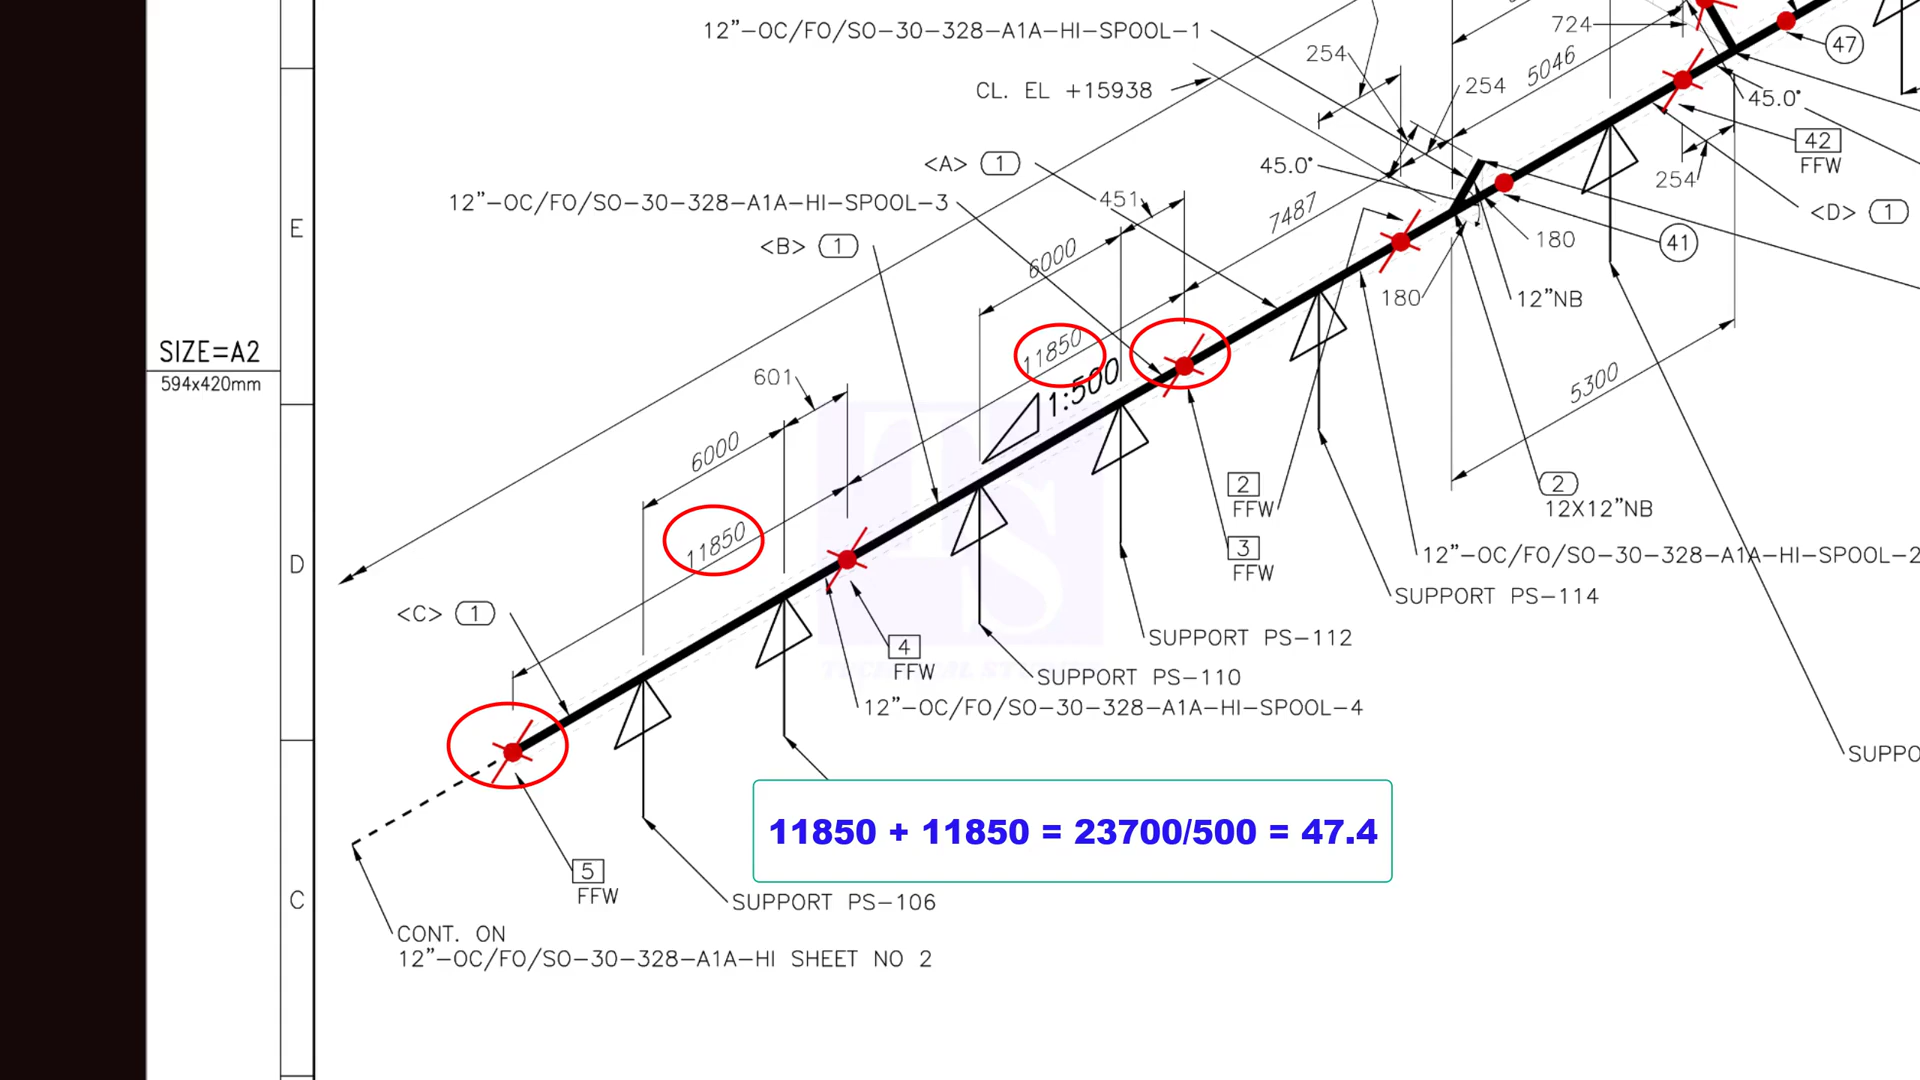 12”-OC/FO/SO-30-328-A1A-HI-SPOOL-1
724
47
254
5046
CL. EL +15938
254
45.0°
42
FFW
<A> 1
45.0°
254
12”-OC/FO/SO-30-328-A1A-HI-SPOOL-3
451
7487
<D> 1
<B> 1
6000
180
41
180
12”NB
SIZE=A2
594x420mm
E
11850
1:500
601
5300
6000
2
FFW
2
12X12”NB
11850
3
FFW
12”-OC/FO/SO-30-328-A1A-HI-SPOOL-2
D
SUPPORT PS-114
<C> 1
SUPPORT PS-112
4
FFW
SUPPORT PS-110
12”-OC/FO/SO-30-328-A1A-HI-SPOOL-4
TS
SUPPO
11850 + 11850 = 23700/500 = 47.4
5
FFW
SUPPORT PS-106
C
CONT. ON
12”-OC/FO/SO-30-328-A1A-HI SHEET NO 2